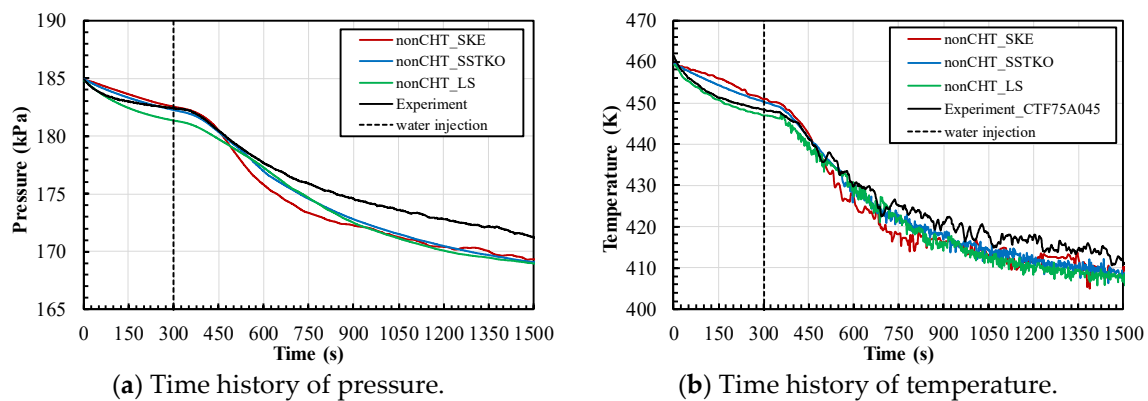 190
185
180
175
170
165
Pressure (kPa)
nonCHT_SKE
nonCHT_SSTKO
nonCHT_LS
Experiment
water injection
0 150 300 450 600 750 900 1050 1200 1350 1500
Time (s)
(a) Time history of pressure.
470
460
450
440
430
420
410
400
Temperature (K)
nonCHT_SKE
nonCHT_SSTKO
nonCHT_LS
Experiment_CTF75A045
water injection
0 150 300 450 600 750 900 1050 1200 1350 1500
Time (s)
(b) Time history of temperature.